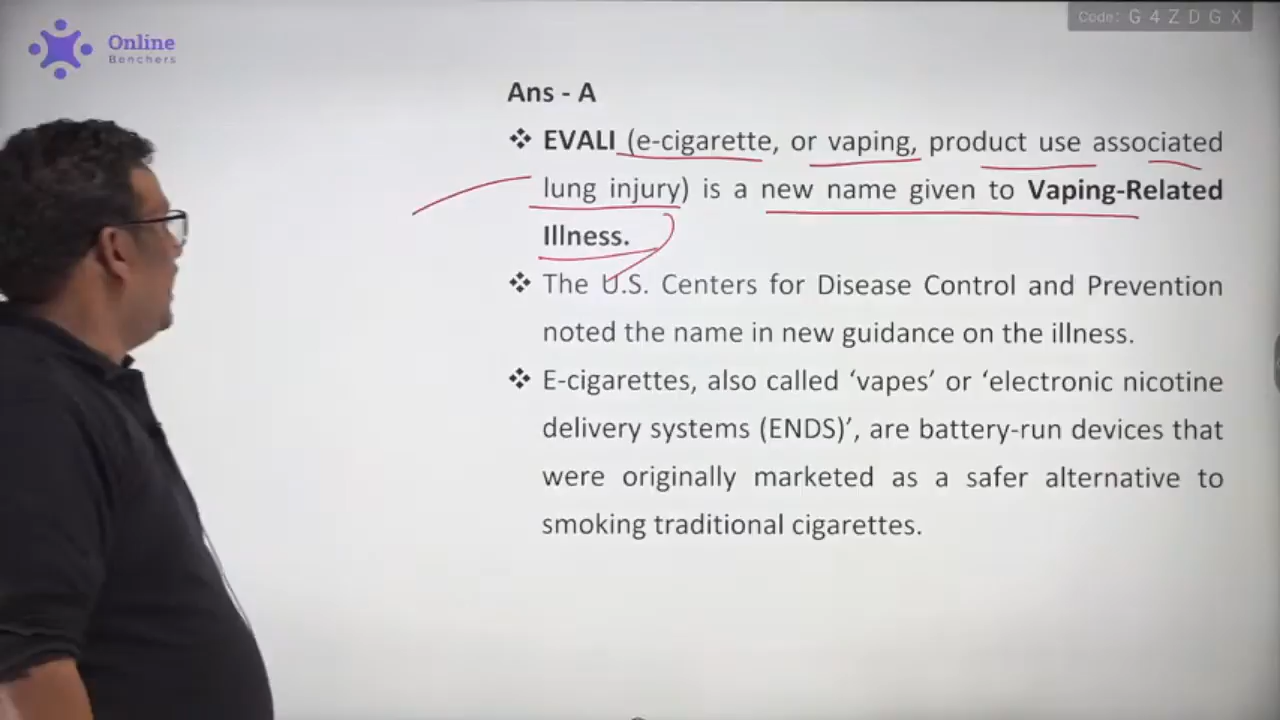 Online
Benchers
Code: G 4 Z D G X
Ans - A
❖ EVALI (e-cigarette, or vaping, product use associated
lung injury) is a new name given to Vaping-Related
Illness.
❖ The U.S. Centers for Disease Control and Prevention
noted the name in new guidance on the illness.
❖ E-cigarettes, also called ‘vapes’ or ‘electronic nicotine
delivery systems (ENDS)’, are battery-run devices that
were originally marketed as a safer alternative to
smoking traditional cigarettes.